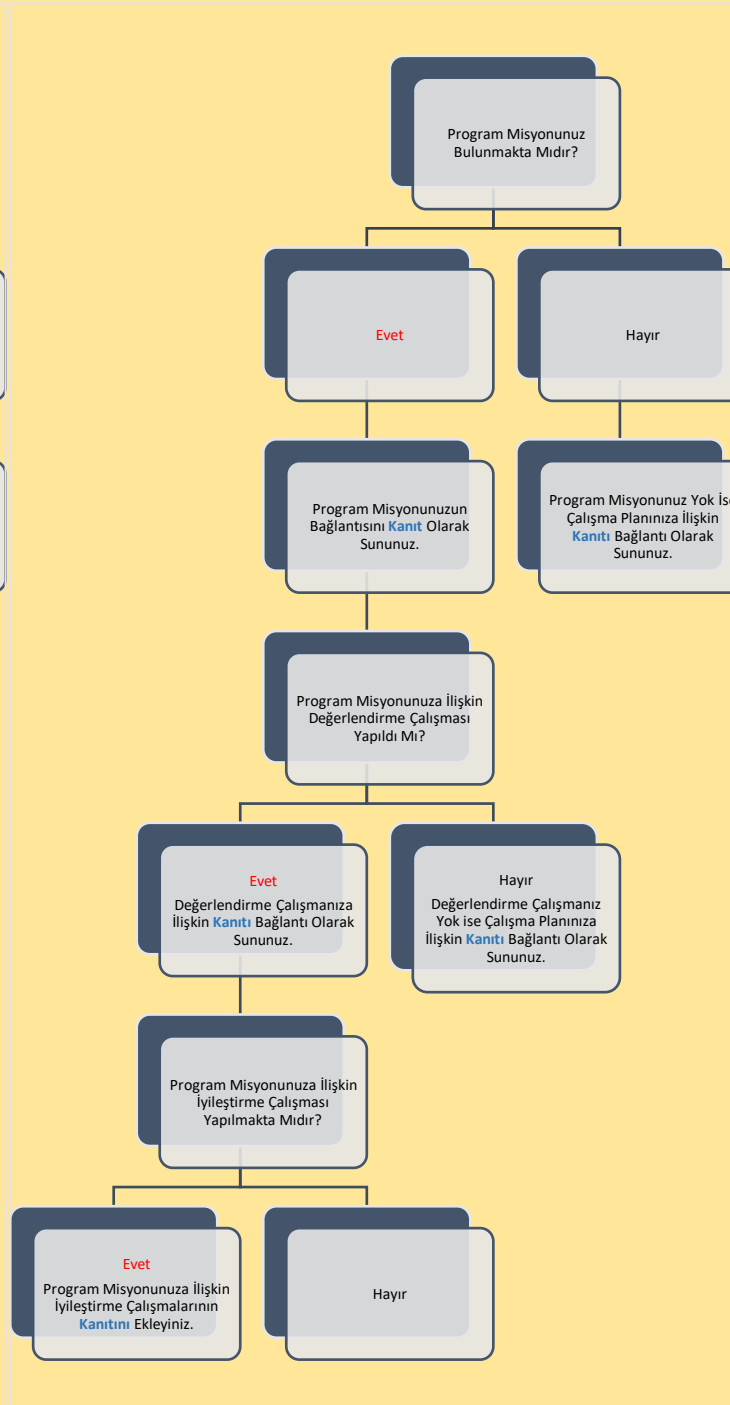 Program Misyonunuz
Bulunmakta Mıdır?
Evet
Hayır
Program Misyonunuzun
Bağlantısını Kanıt Olarak
Sununuz.
Program Misyonunuz Yok
Çalışma Planınıza İlişkin
Kanıtı Bağlantı Olarak
Sununuz.
Program Misyonunuza İlişkin
Değerlendirme Çalışması
Yapıldı Mı?
Evet
Değerlendirme Çalışmanıza
İlişkin Kanıtı Bağlantı Olarak
Sununuz.
Hayır
Değerlendirme Çalışmanız
Yok ise Çalışma Planınıza
İlişkin Kanıtı Bağlantı Olarak
Sununuz.
Program Misyonunuza İlişkin
İyileştirme Çalışması
Yapılmakta Mıdır?
Evet
Program Misyonunuza İlişkin
İyileştirme Çalışmalarının
Kanıtını Ekleyiniz.
Hayır